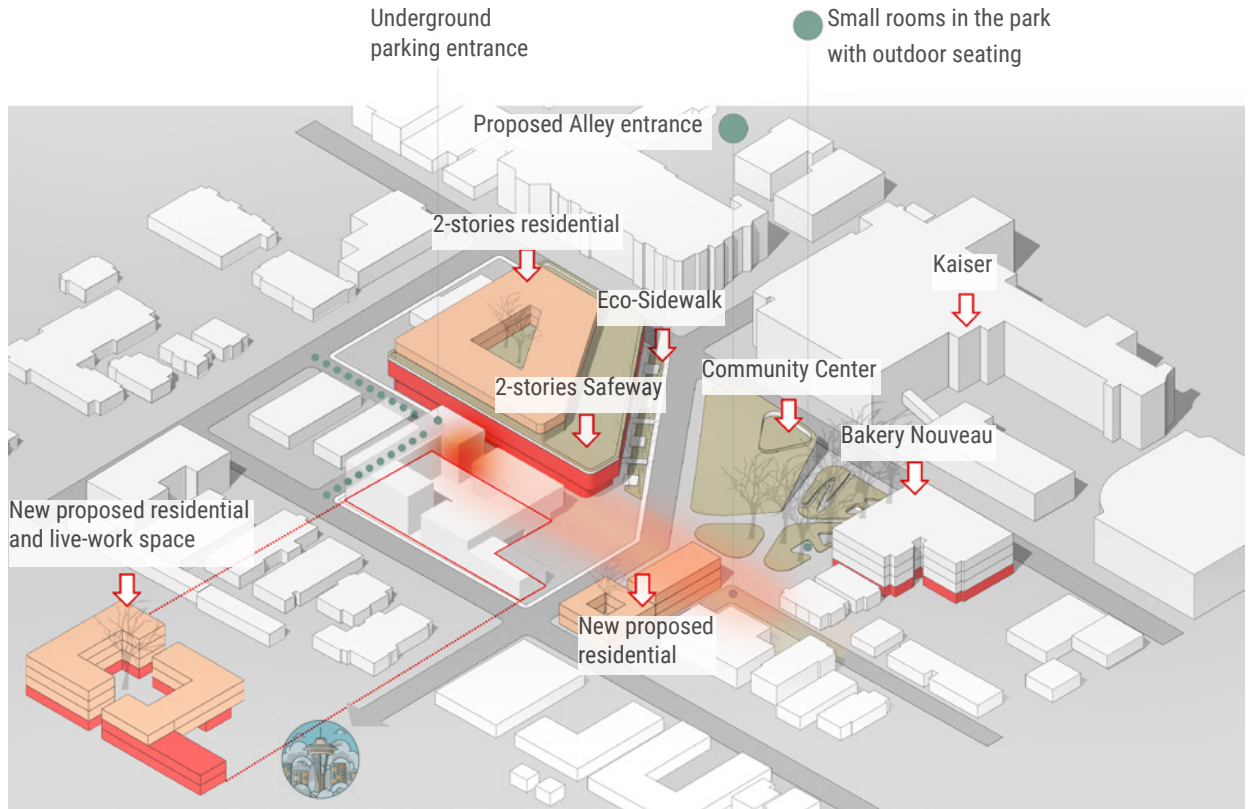 Underground
parking entrance
Small rooms in the park
with outdoor seating
Proposed Alley entrance
2-stories residential
Kaiser
Eco-Sidewalk
Community Center
2-stories Safeway
Bakery Nouveau
New proposed residential
and live-work space
New proposed
residential